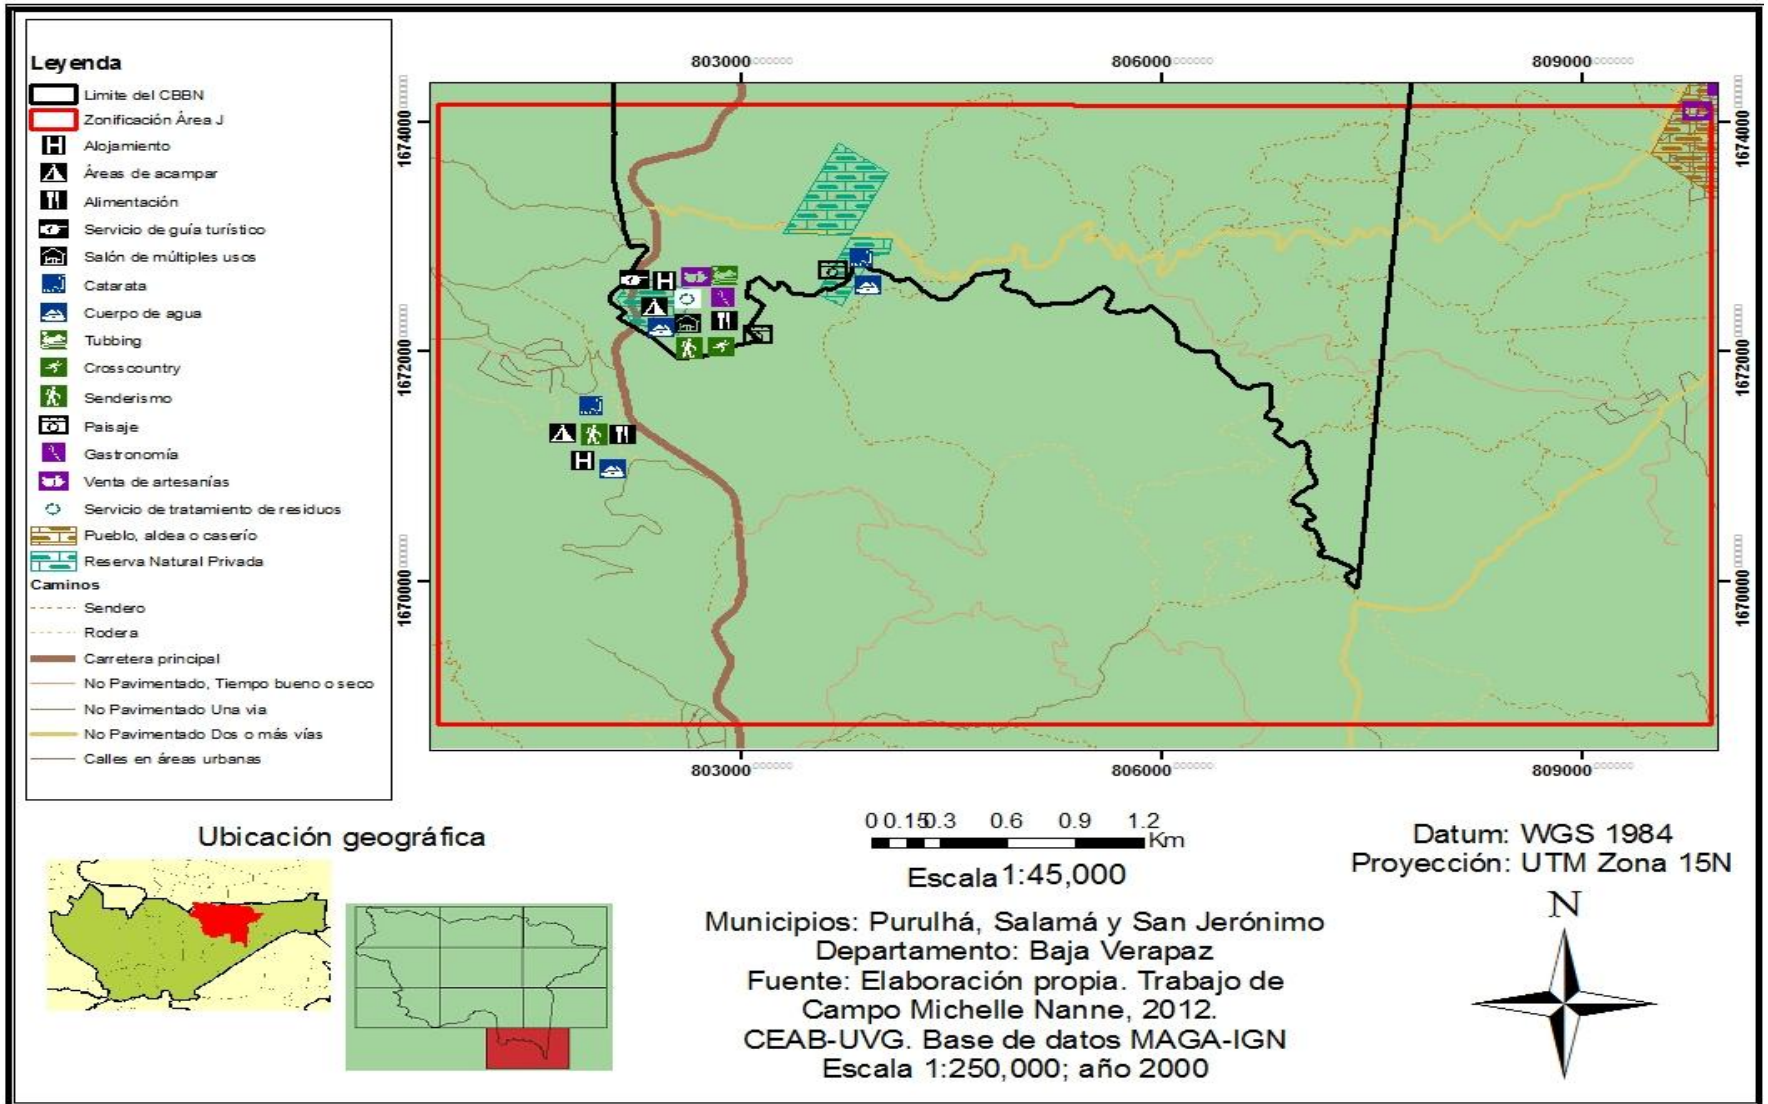 Leyenda
Limite del CBBN
Zonificación Área J
Alojamiento
Áreas de acampar
Alimentación
Servicio de guía turístico
Salón de múltiples usos
Catarata
Cuerpo de agua
Tubbing
Crosscountry
Senderismo
Paisaje
Gastronomía
Venta de artesanías
Servicio de tratamiento de residuos
Pueblo, aldea o caserío
Reserva Natural Privada
Caminos
Sendero
Rodera
Carretera principal
No Pavimentado, Tiempo bueno o seco
No Pavimentado Una via
No Pavimentado Dos o más vías
Calles en áreas urbanas
803000
806000
809000
1674000
1674000
1672000
1672000
1670000
1670000
803000
806000
809000
Ubicación geográfica
0 0.15 0.3 0.6 0.9 1.2
Km
Escala 1:45,000
Municipios: Purulhá, Salamá y San Jerónimo
Departamento: Baja Verapaz
Fuente: Elaboración propia. Trabajo de
Campo Michelle Nanne, 2012.
CEAB-UVG. Base de datos MAGA-IGN
Escala 1:250,000; año 2000
Datum: WGS 1984
Proyección: UTM Zona 15N
N